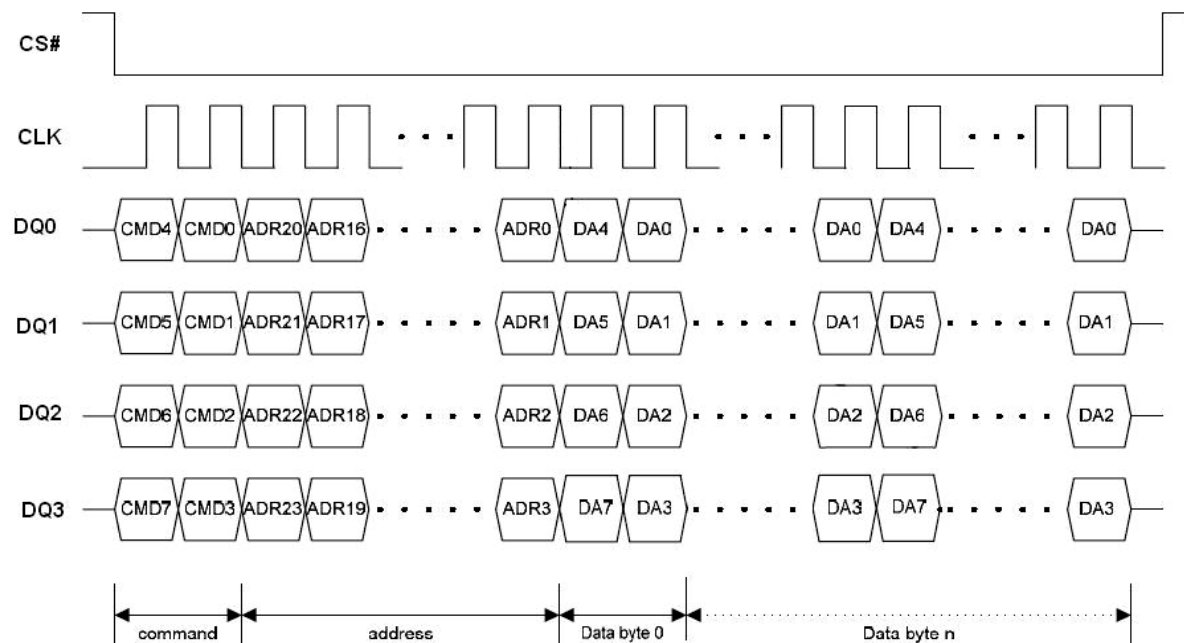 CS#
CLK
DQ0 CMD4 CMD0 ADR20 ADR16 ADR0 DA4 DA0 DA0 DA4 DA0
DQ1 CMD5 CMD1 ADR21 ADR17 ADR1 DA5 DA1 DA1 DA5 DA1
DQ2 CMD6 CMD2 ADR22 ADR18 ADR2 DA6 DA2 DA2 DA6 DA2
DQ3 CMD7 CMD3 ADR23 ADR19 ADR3 DA7 DA3 DA3 DA7 DA3
command address Data byte 0 Data byte n